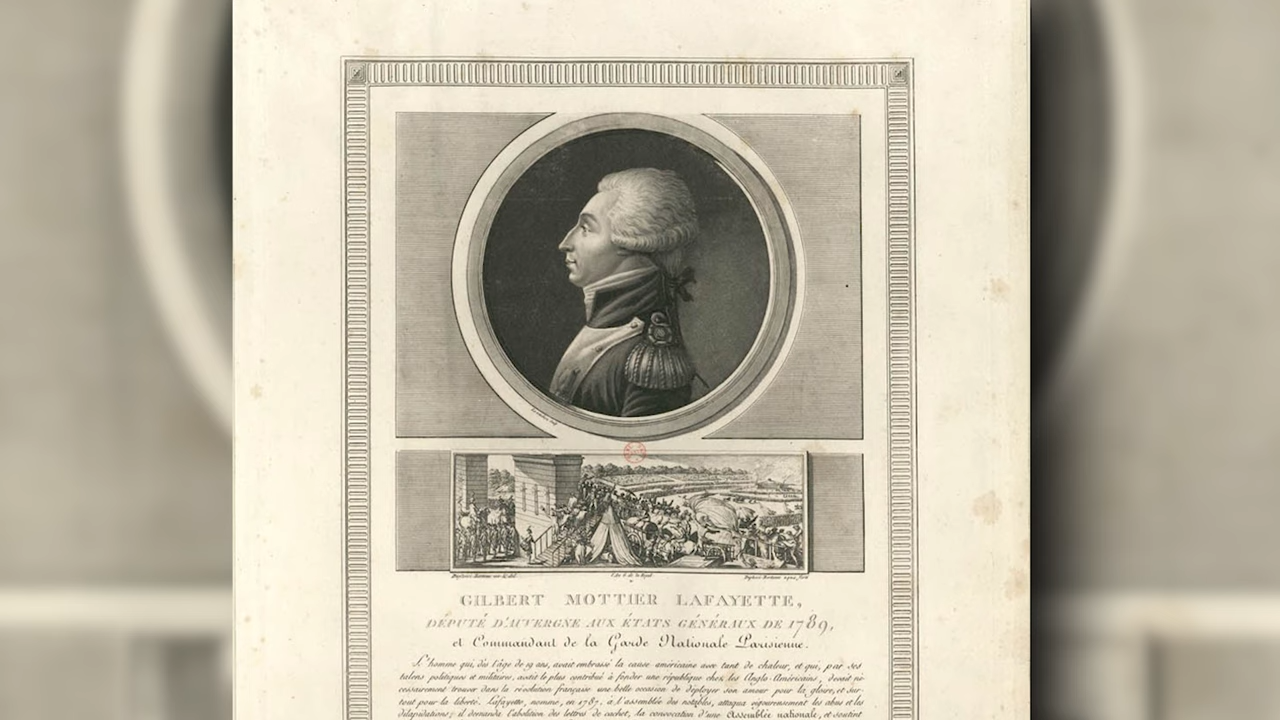 GILBERT MOTTIER LAFAYETTE,
DÉPUTÉ D'AUVERGNE AUX ÉTATS GÉNÉRAUX DE 1789,
et Commandant de la Garde Nationale Parisienne.
L'homme qui, dès l'âge de 19 ans, avait embrassé la cause américaine avec tant de chaleur, et qui, par ses
talens politiques et militaires, avait le plus contribué à fonder une république chez les Anglo-Américains, devait né-
cessairement trouver dans la révolution française une belle occasion de déployer son amour pour la gloire, et sur-
tout pour la liberté. Lafayette, nommé, en 1787, à l'assemblée des notables, attaqua vigoureusement les abus et les
dilapidations; il demanda l'abolition des lettres de cachet, la convocation d'une Assemblée nationale, et soutint